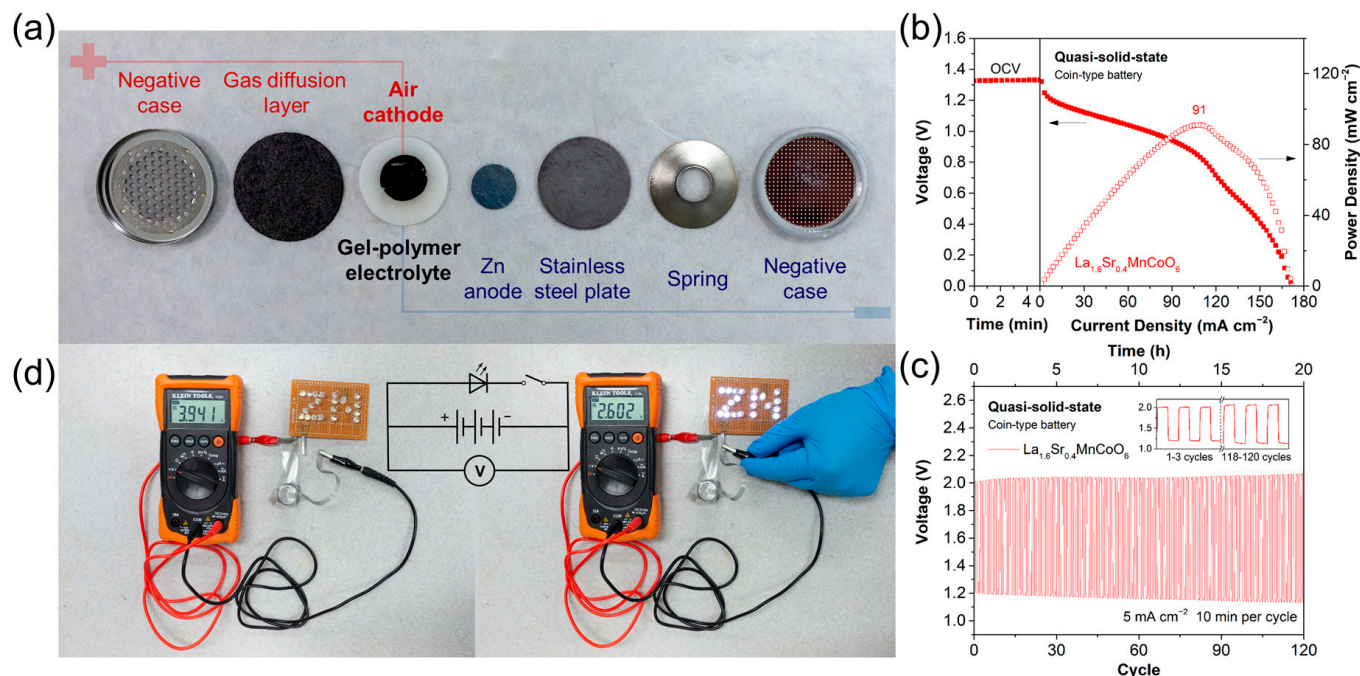 (a)
Negative
case
Gas diffusion
layer
Air
cathode
Gel-polymer
electrolyte
Zn
anode
Stainless
steel plate
Spring
Negative
case
(b)
1.6
1.4
1.2
1.0
0.8
0.6
0.4
0.2
0.0
Voltage (V)
OCV
Quasi-solid-state
Coin-type battery
91
La1.6Sr0.4MnCoO6
120
80
40
0
Power Density (mW cm−2)
0 2 4 0 30 60 90 120 150 180
Time (min) Current Density (mA cm−2)
(c)
Time (h)
0 5 10 15 20
Quasi-solid-state
Coin-type battery
La1.6Sr0.4MnCoO6
2.0
1.5
1.0
1-3 cycles 118-120 cycles
2.4
2.2
2.0
1.8
1.6
1.4
1.2
1.0
Voltage (V)
5 mA cm−2 10 min per cycle
0 30 60 90 120
Cycle
(d)
KLEIN TOOLS
3.941
ZM
+ −
V
KLEIN TOOLS
2.602
ZM